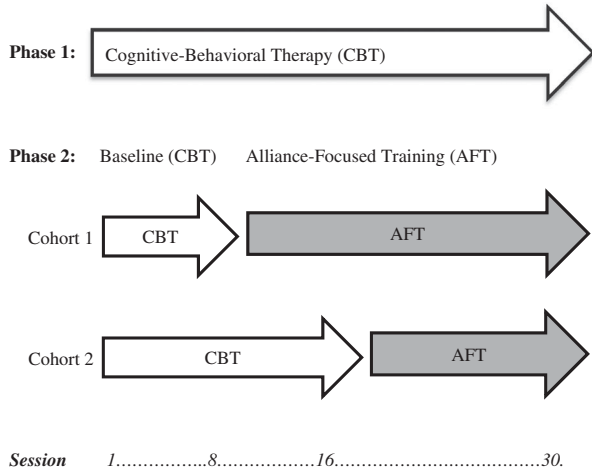 Phase 1: Cognitive-Behavioral Therapy (CBT)
Phase 2: Baseline (CBT) Alliance-Focused Training (AFT)
Cohort 1 CBT AFT
Cohort 2 CBT AFT
Session 1……………..8………………16…………………………………30.